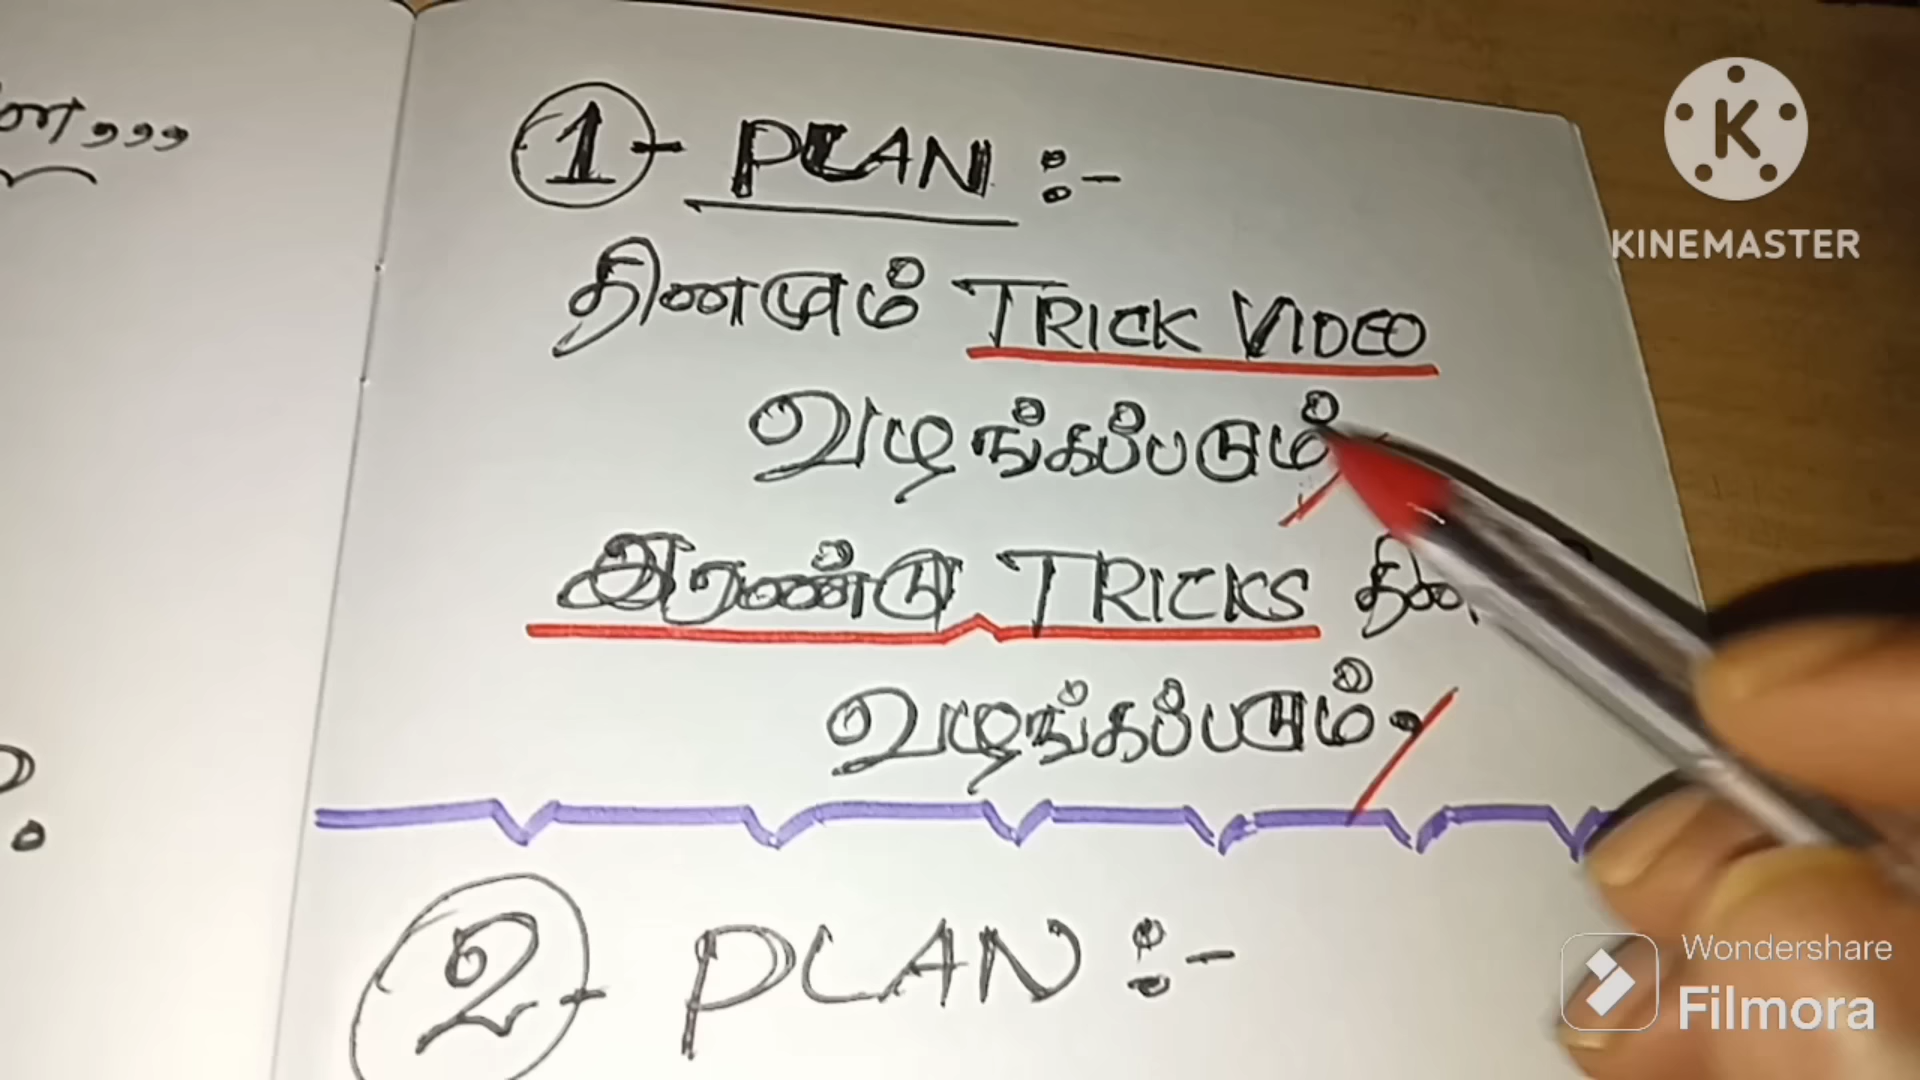 1- PLAN :-
தினமும் TRICK VIDEO
வழங்கப்படும்
இரண்டு TRICKS
வழங்கப்படும்.
2- PLAN :-
K
KINEMASTER
Wondershare
Filmora